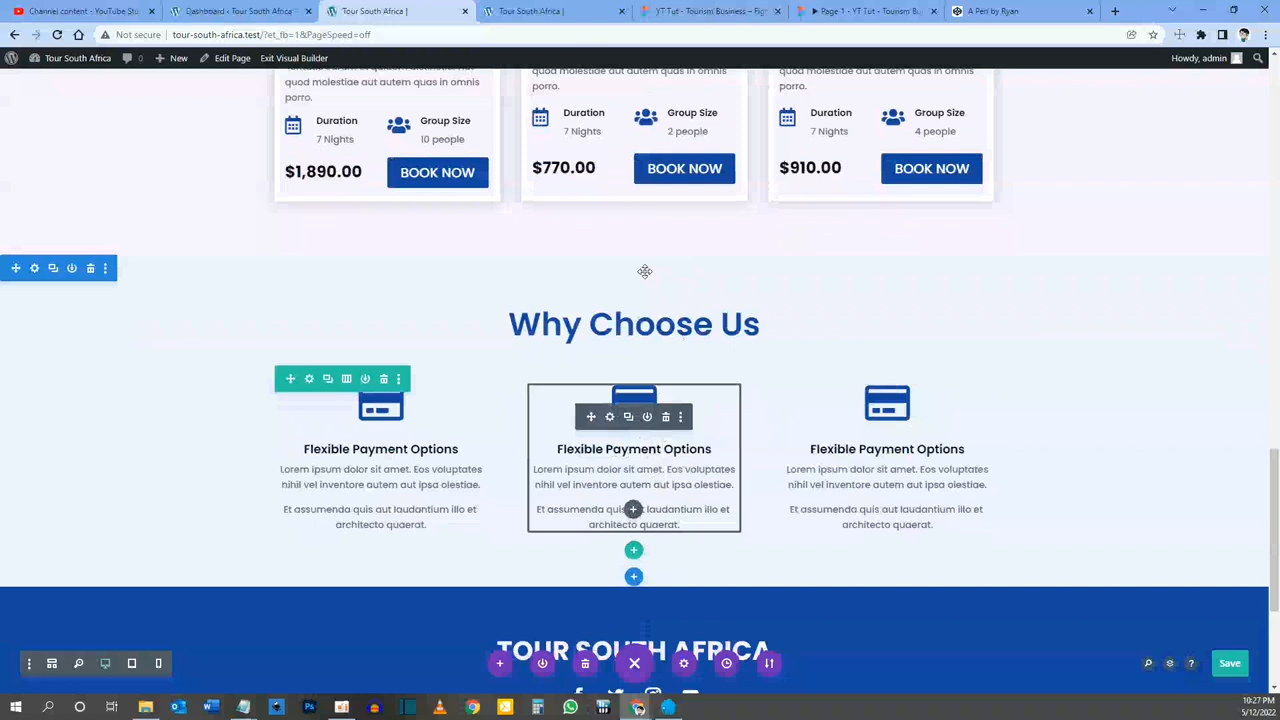 Channel content - YouTube Stu
Dashboard ‹ Tour South Africa —
Tour South Africa |
Tour South Africa |
YT Tut - Tourism Business – Figm
Page 1 - YT Tut - Tourism Bu
A Pen by Ryan
Not secure
tour-south-africa.test/?et_fb=1&PageSpeed=off
Tour South Africa
0
New
Edit Page
Exit Visual Builder
Howdy, admin
quod molestiae aut autem quas in omnis
porro.
Duration
7 Nights
Group Size
10 people
$1,890.00
BOOK NOW
quod molestiae aut autem quas in omnis
porro.
Duration
7 Nights
Group Size
2 people
$770.00
BOOK NOW
quod molestiae aut autem quas in omnis
porro.
Duration
7 Nights
Group Size
4 people
$910.00
BOOK NOW
Why Choose Us
Flexible Payment Options
Lorem ipsum dolor sit amet. Eos voluptates
nihil vel inventore autem aut ipsa olestiae.
Et assumenda quis aut laudantium illo et
architecto quaerat.
Flexible Payment Options
Lorem ipsum dolor sit amet. Eos voluptates
nihil vel inventore autem aut ipsa olestiae.
Et assumenda quis aut laudantium illo et
architecto quaerat.
Flexible Payment Options
Lorem ipsum dolor sit amet. Eos voluptates
nihil vel inventore autem aut ipsa olestiae.
Et assumenda quis aut laudantium illo et
architecto quaerat.
TOUR SOUTH AFRICA
Save
10:27 PM
5/12/2022